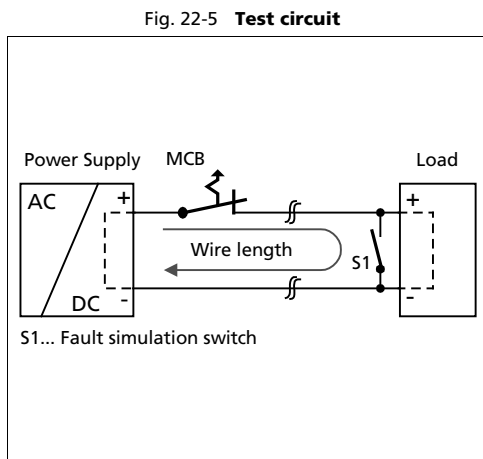 Fig. 22-5 Test circuit
Power Supply
MCB
Load
AC
+
+
Wire length
S1
DC
-
-
S1... Fault simulation switch